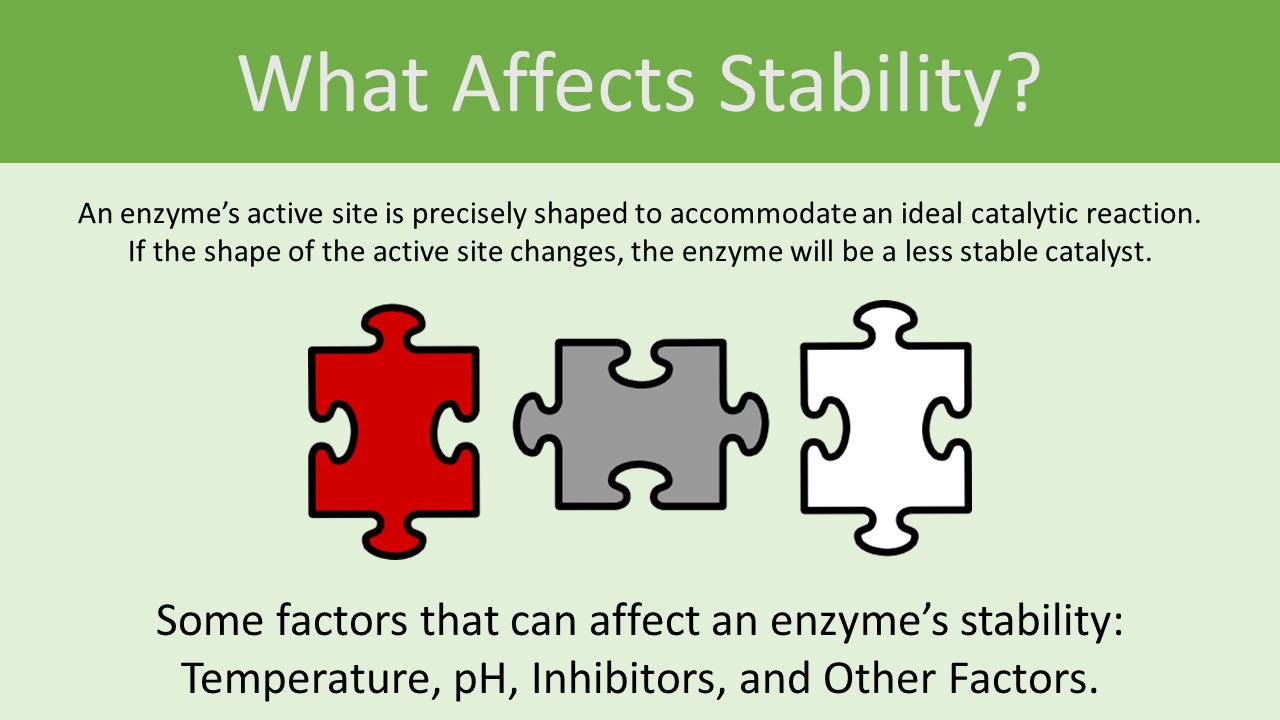 What Affects Stability?
An enzyme’s active site is precisely shaped to accommodate an ideal catalytic reaction.
If the shape of the active site changes, the enzyme will be a less stable catalyst.
Some factors that can affect an enzyme’s stability:
Temperature, pH, Inhibitors, and Other Factors.